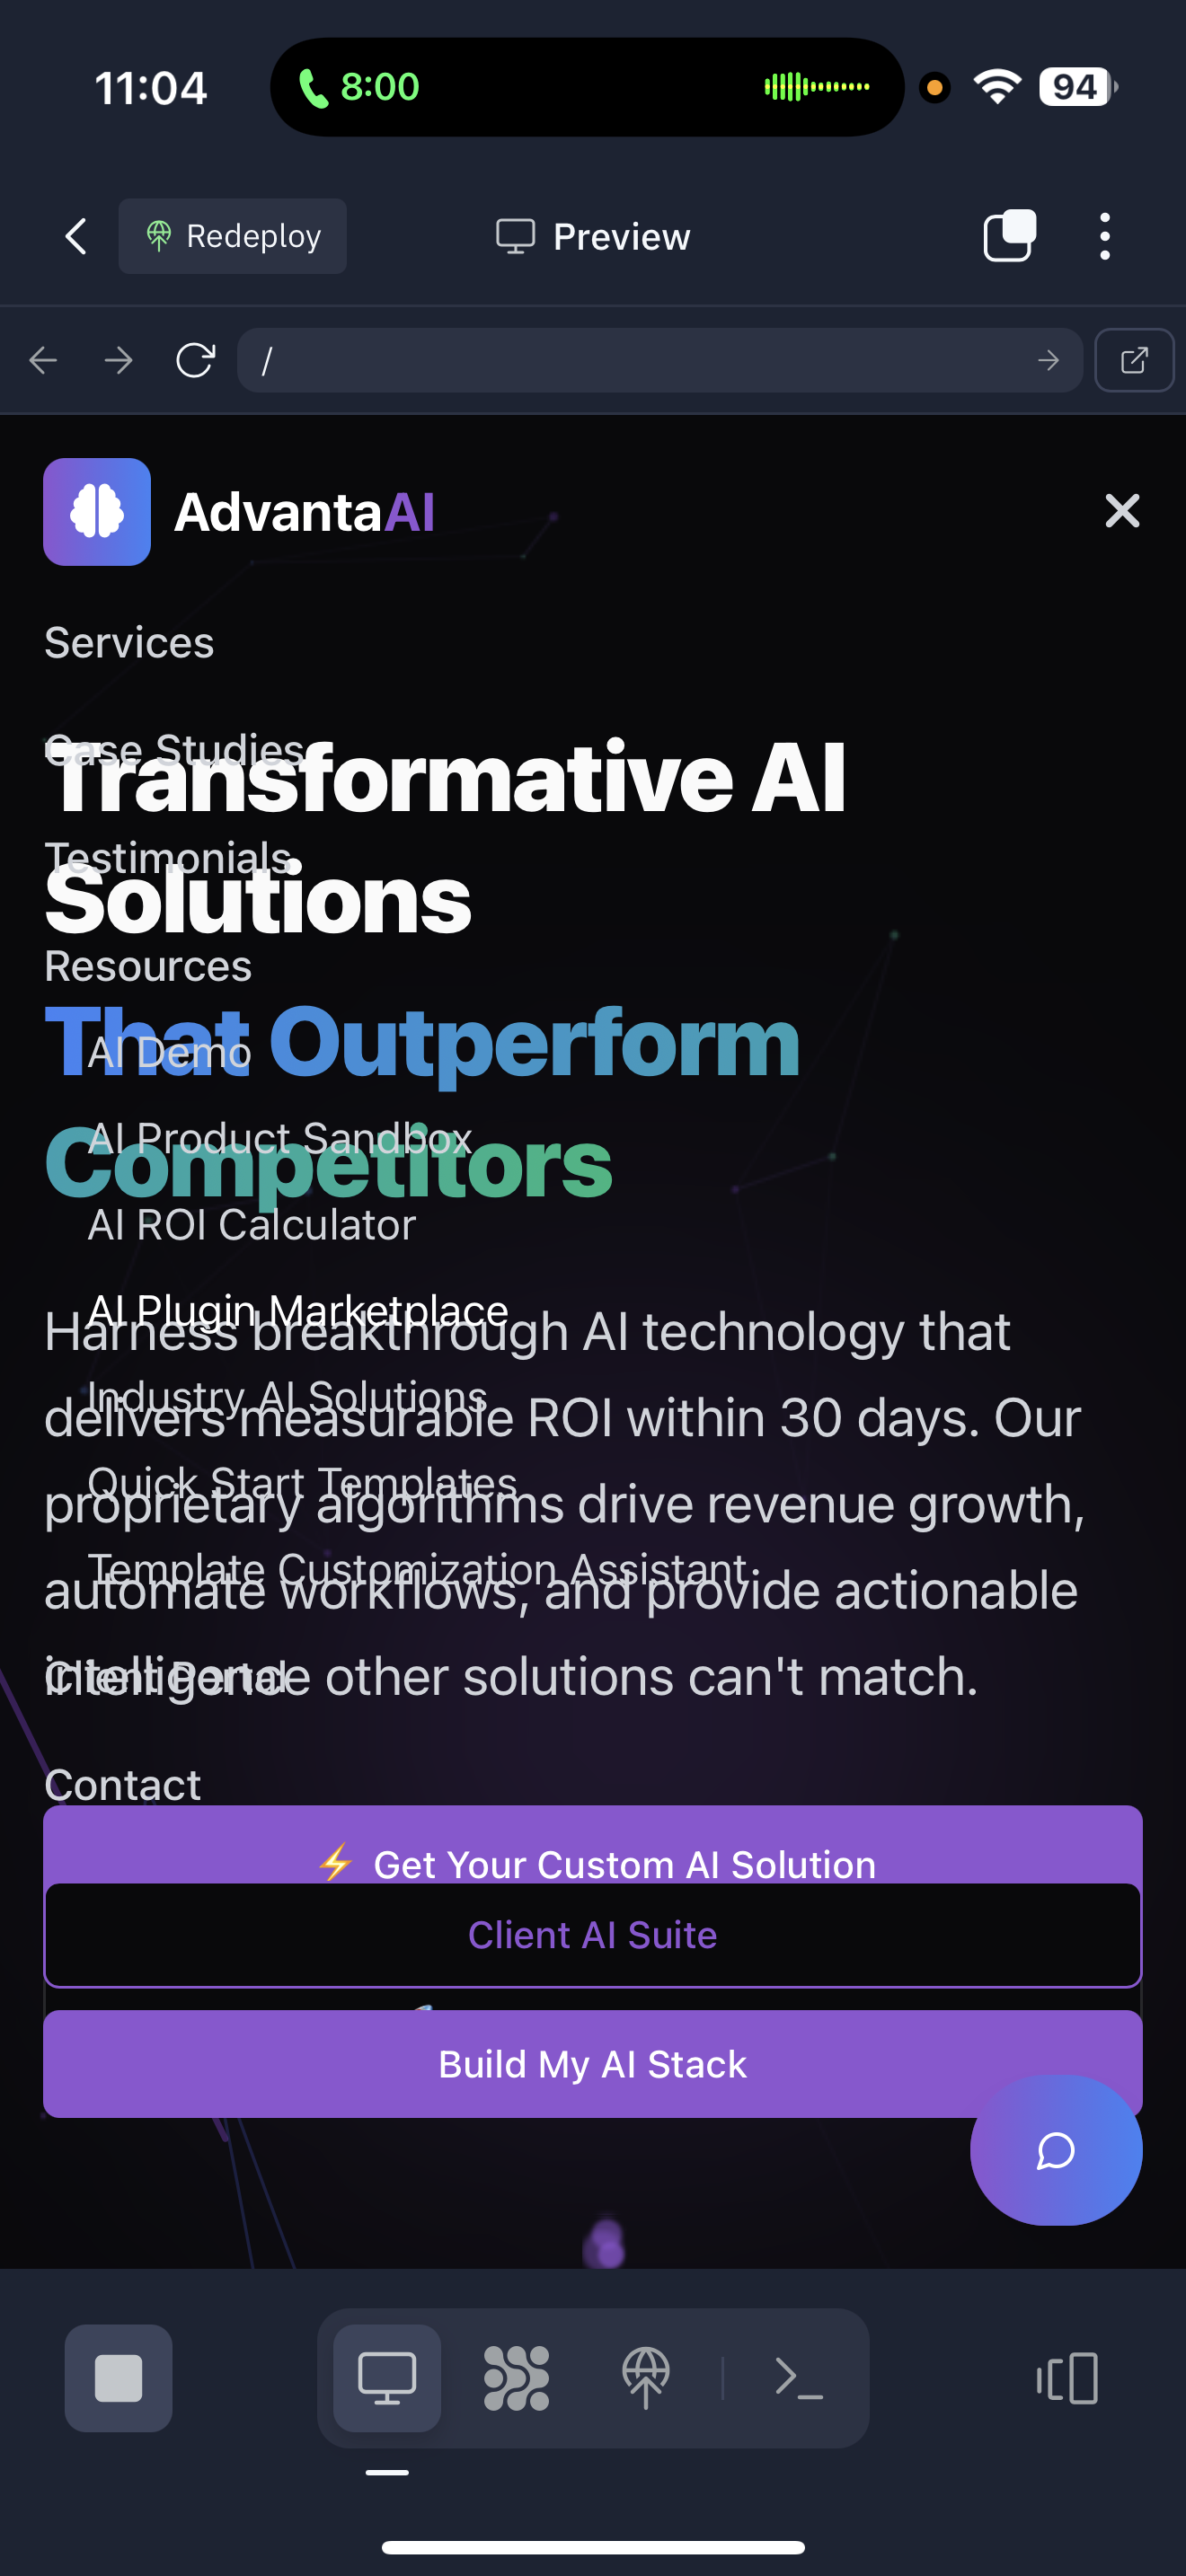 11:04
8:00
94
Redeploy
Preview
/
AdvantaAI
Services
Case Studies
Transformative AI
Testimonials
Solutions
Resources
That Outperform
AI Demo
AI Product Sandbox
Competitors
AI ROI Calculator
AI Plugin Marketplace
Harness breakthrough AI technology that
Industry AI Solutions
delivers measurable ROI within 30 days. Our
Quick Start Templates
proprietary algorithms drive revenue growth,
Template Customization Assistant
automate workflows, and provide actionable
Client Portal
intelligence other solutions can't match.
Contact
⚡ Get Your Custom AI Solution
Client AI Suite
Build My AI Stack